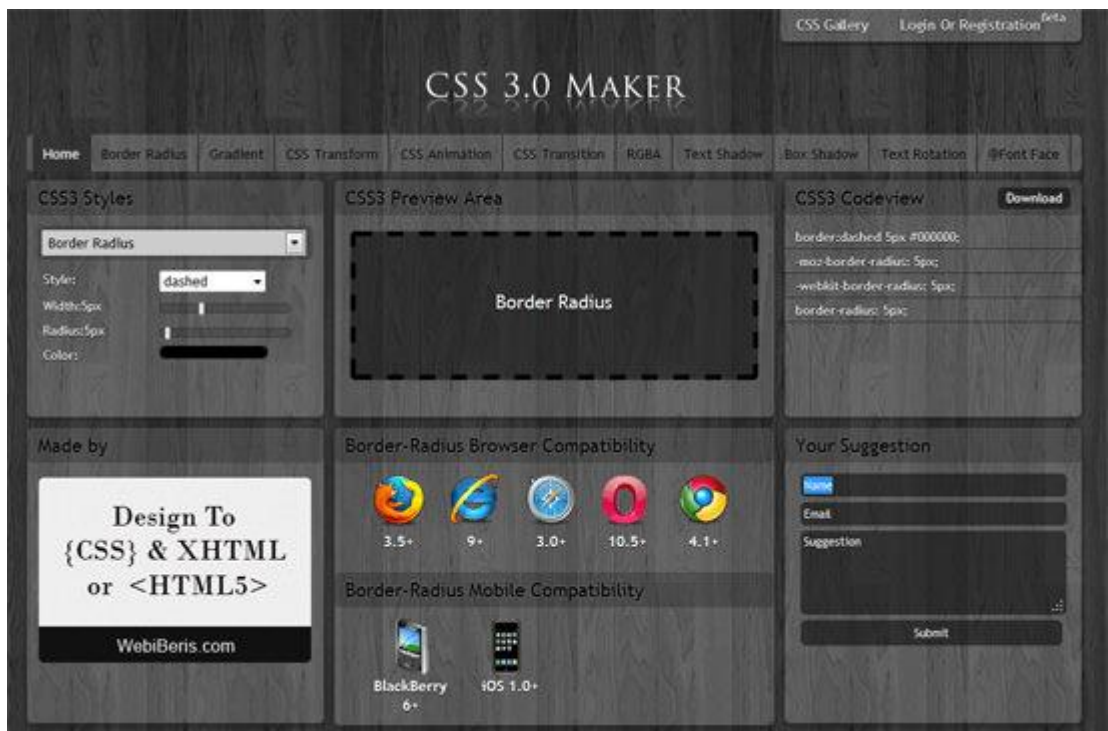 CSS Gallery Login Or Registration Beta
CSS 3.0 MAKER
Home Border Radius Gradient CSS Transform CSS Animation CSS Transition RGBA Text Shadow Box Shadow Text Rotation @Font Face
CSS3 Styles
Border Radius
Style: dashed
Width:5px
Radius:5px
Color:
CSS3 Preview Area
Border Radius
CSS3 Codeview Download
border:dashed 5px #000000;
-moz-border-radius: 5px;
-webkit-border-radius: 5px;
border-radius: 5px;
Made by
Design To
{CSS} & XHTML
or <HTML5>
WebiBeris.com
Border-Radius Browser Compatibility
3.5+ 9+ 3.0+ 10.5+ 4.1+
Border-Radius Mobile Compatibility
BlackBerry iOS 1.0+
6+
Your Suggestion
Name
Email
Suggestion
Submit